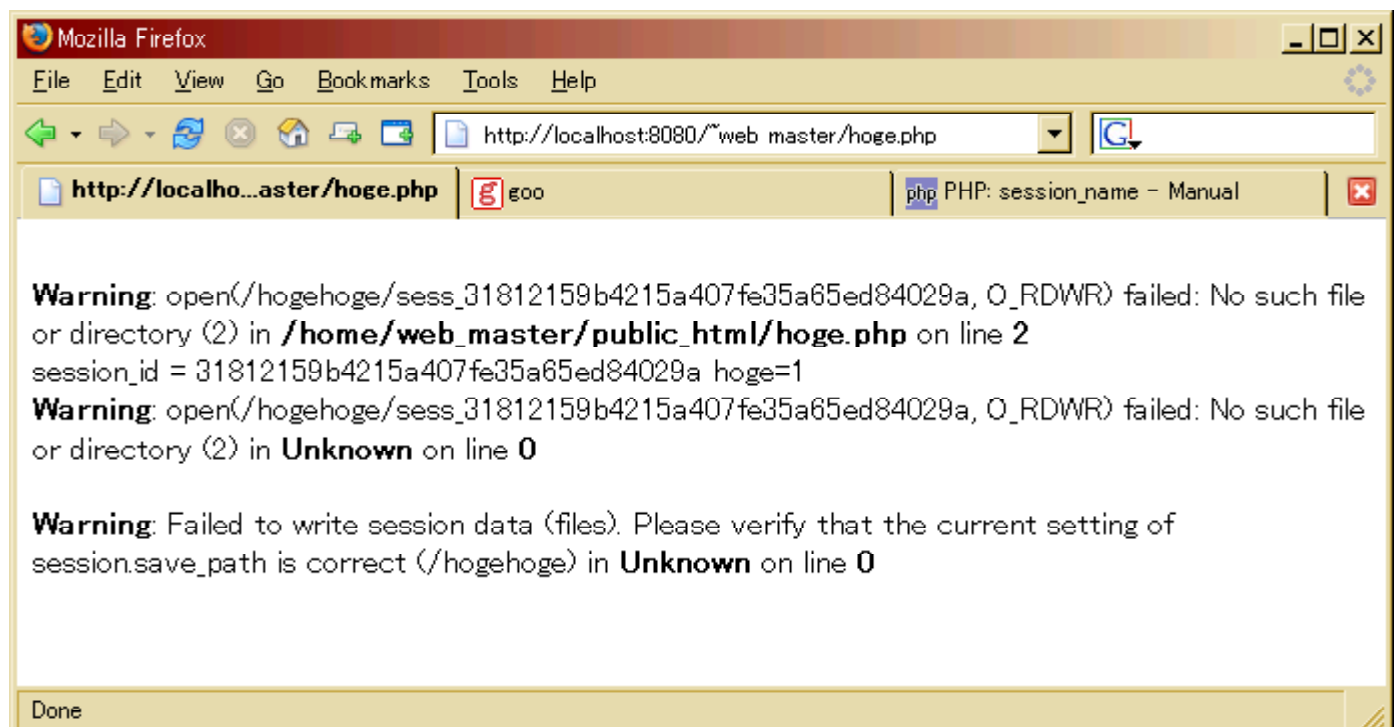 Mozilla Firefox
File Edit View Go Bookmarks Tools Help
http://localhost:8080/~web master/hoge.php G
http://localho...aster/hoge.php g goo php PHP: session_name - Manual
Warning: open(/hogehoge/sess_31812159b4215a407fe35a65ed84029a, O_RDWR) failed: No such file
or directory (2) in /home/web_master/public_html/hoge.php on line 2
session_id = 31812159b4215a407fe35a65ed84029a hoge=1
Warning: open(/hogehoge/sess_31812159b4215a407fe35a65ed84029a, O_RDWR) failed: No such file
or directory (2) in Unknown on line 0
Warning: Failed to write session data (files). Please verify that the current setting of
session.save_path is correct (/hogehoge) in Unknown on line 0
Done